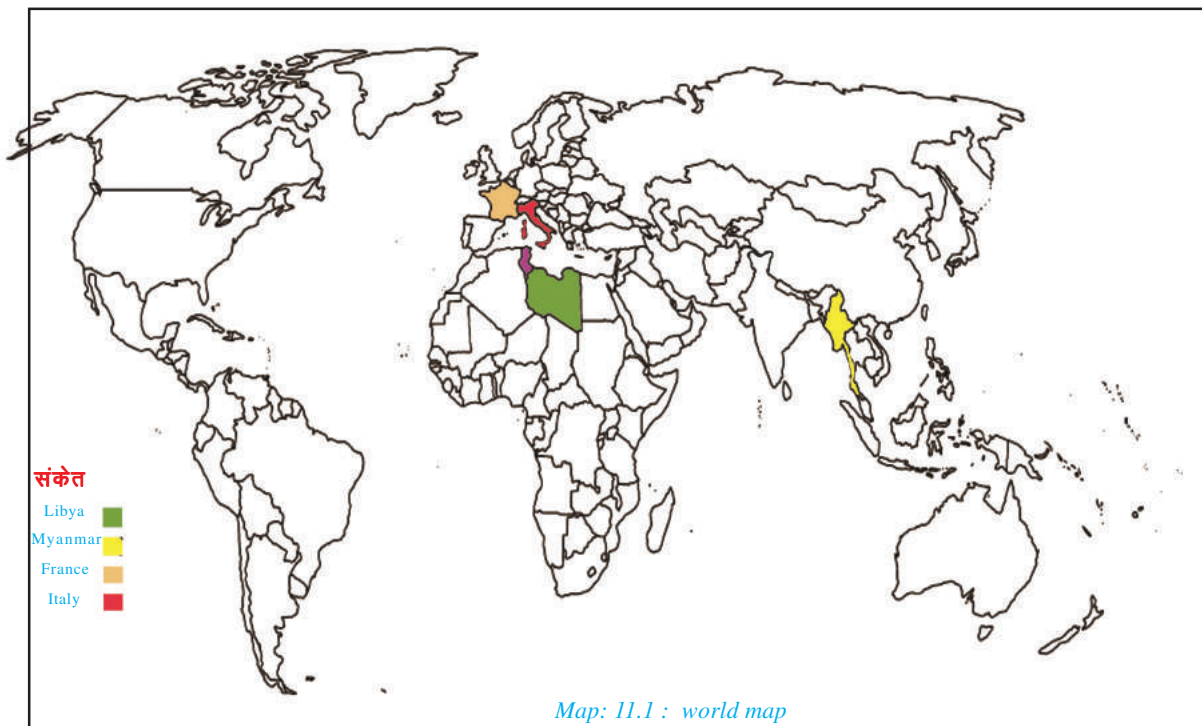 संकेत
Libya
Myanmar
France
Italy
Map: 11.1 : world map